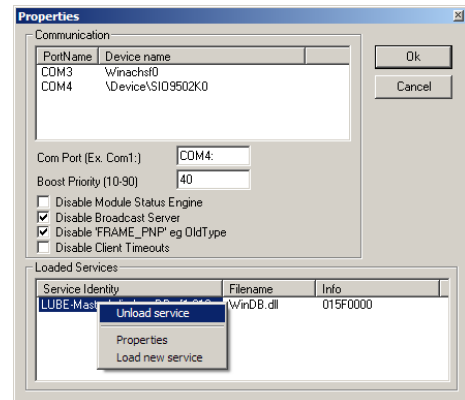 Properties
Communication
PortName Device name
COM3 Winachsf0
COM4 \Device\SIO9502K0
Ok
Cancel
Com Port (Ex. Com1:) COM4:
Boost Priority (10-90) 40
Disable Module Status Engine
Disable Broadcast Server
Disable 'FRAME_PNP' eg OldType
Disable Client Timeouts
Loaded Services
Service Identity Filename Info
WinDB.dll 015F0000
Unload service
Properties
Load new service